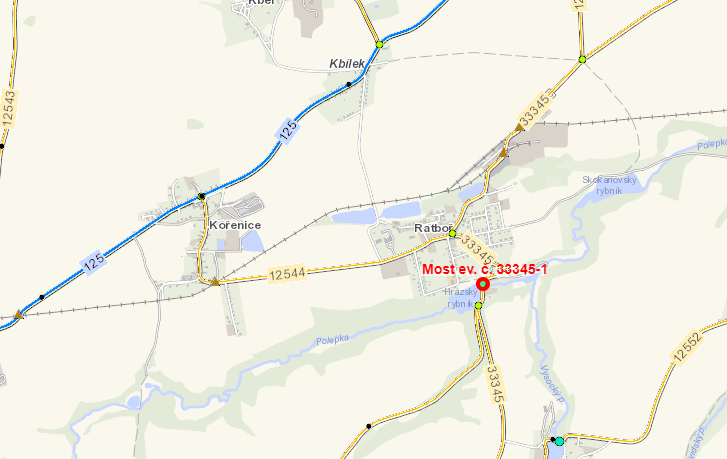 Kbel
12543
Kbílek
125
33345
Polepka
Skokanovský
rybník
Kořenice
Ratboř
33345
125
12544
Most ev. č. 33345-1
Hrázský
rybník
Polepka
12552
33345
Vysocký p.